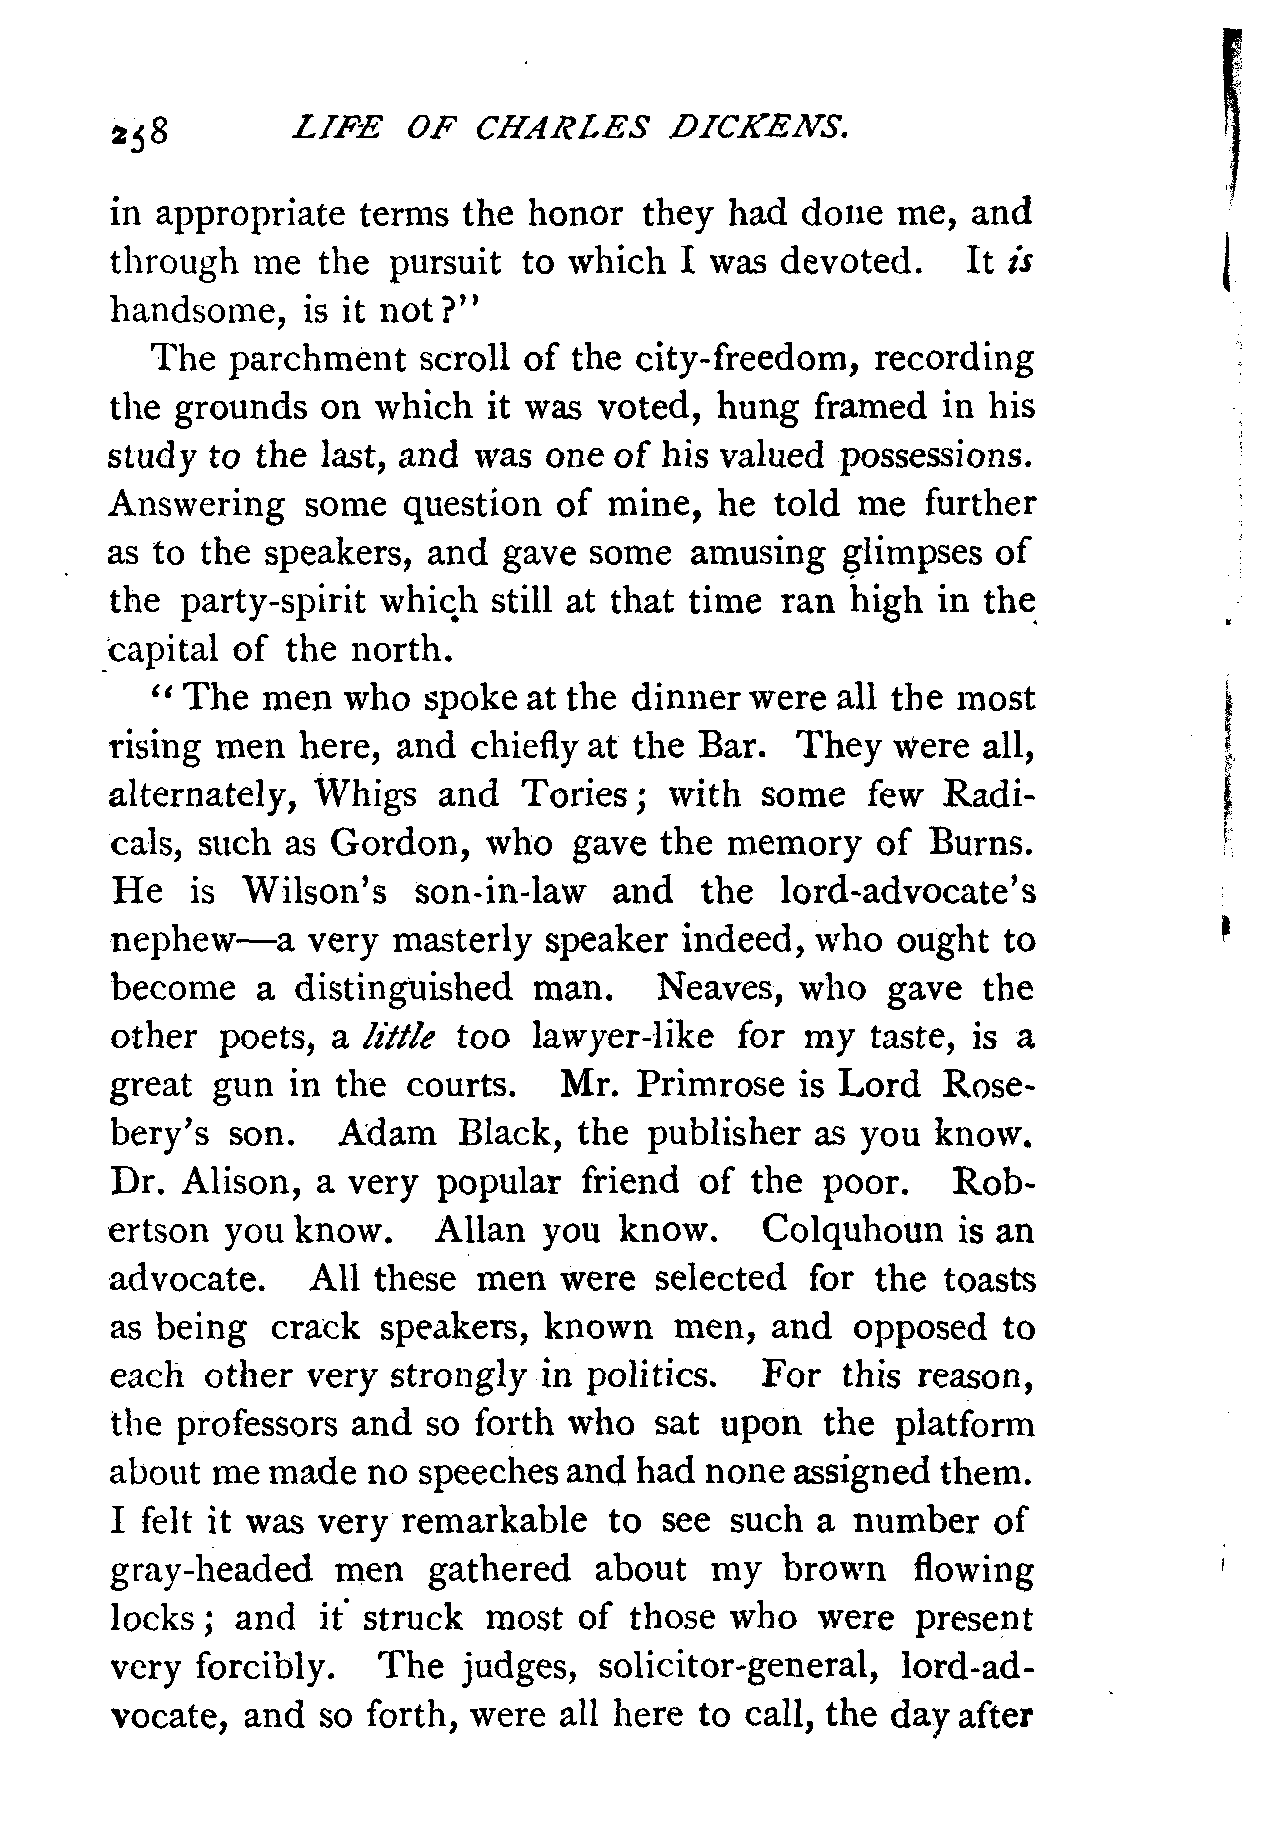 258 LIFE OF CHARLES DICKENS.
in appropriate terms the honor they had done me, and
through me the pursuit to which I was devoted. It is
handsome, is it not?"
The parchment scroll of the city-freedom, recording
the grounds on which it was voted, hung framed in his
study to the last, and was one of his valued possessions.
Answering some question of mine, he told me further
as to the speakers, and gave some amusing glimpses of
the party-spirit which still at that time ran high in the
capital of the north.
"The men who spoke at the dinner were all the most
rising men here, and chiefly at the Bar. They were all,
alternately, Whigs and Tories; with some few Radi-
cals, such as Gordon, who gave the memory of Burns.
He is Wilson's son-in-law and the lord-advocate's
nephew—a very masterly speaker indeed, who ought to
become a distinguished man. Neaves, who gave the
other poets, a little too lawyer-like for my taste, is a
great gun in the courts. Mr. Primrose is Lord Rose-
bery's son. Adam Black, the publisher as you know.
Dr. Alison, a very popular friend of the poor. Rob-
ertson you know. Allan you know. Colquhoun is an
advocate. All these men were selected for the toasts
as being crack speakers, known men, and opposed to
each other very strongly in politics. For this reason,
the professors and so forth who sat upon the platform
about me made no speeches and had none assigned them.
I felt it was very remarkable to see such a number of
gray-headed men gathered about my brown flowing
locks; and it struck most of those who were present
very forcibly. The judges, solicitor-general, lord-ad-
vocate, and so forth, were all here to call, the day after